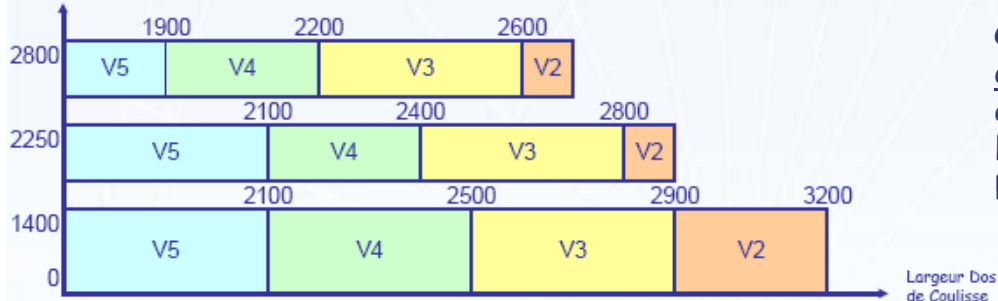 1900 2200 2600
2800 V5 V4 V3 V2
2100 2400 2800
2250 V5 V4 V3 V2
2100 2500 2900 3200
1400
V5 V4 V3 V2
0
Largeur Dos
de Coulisse